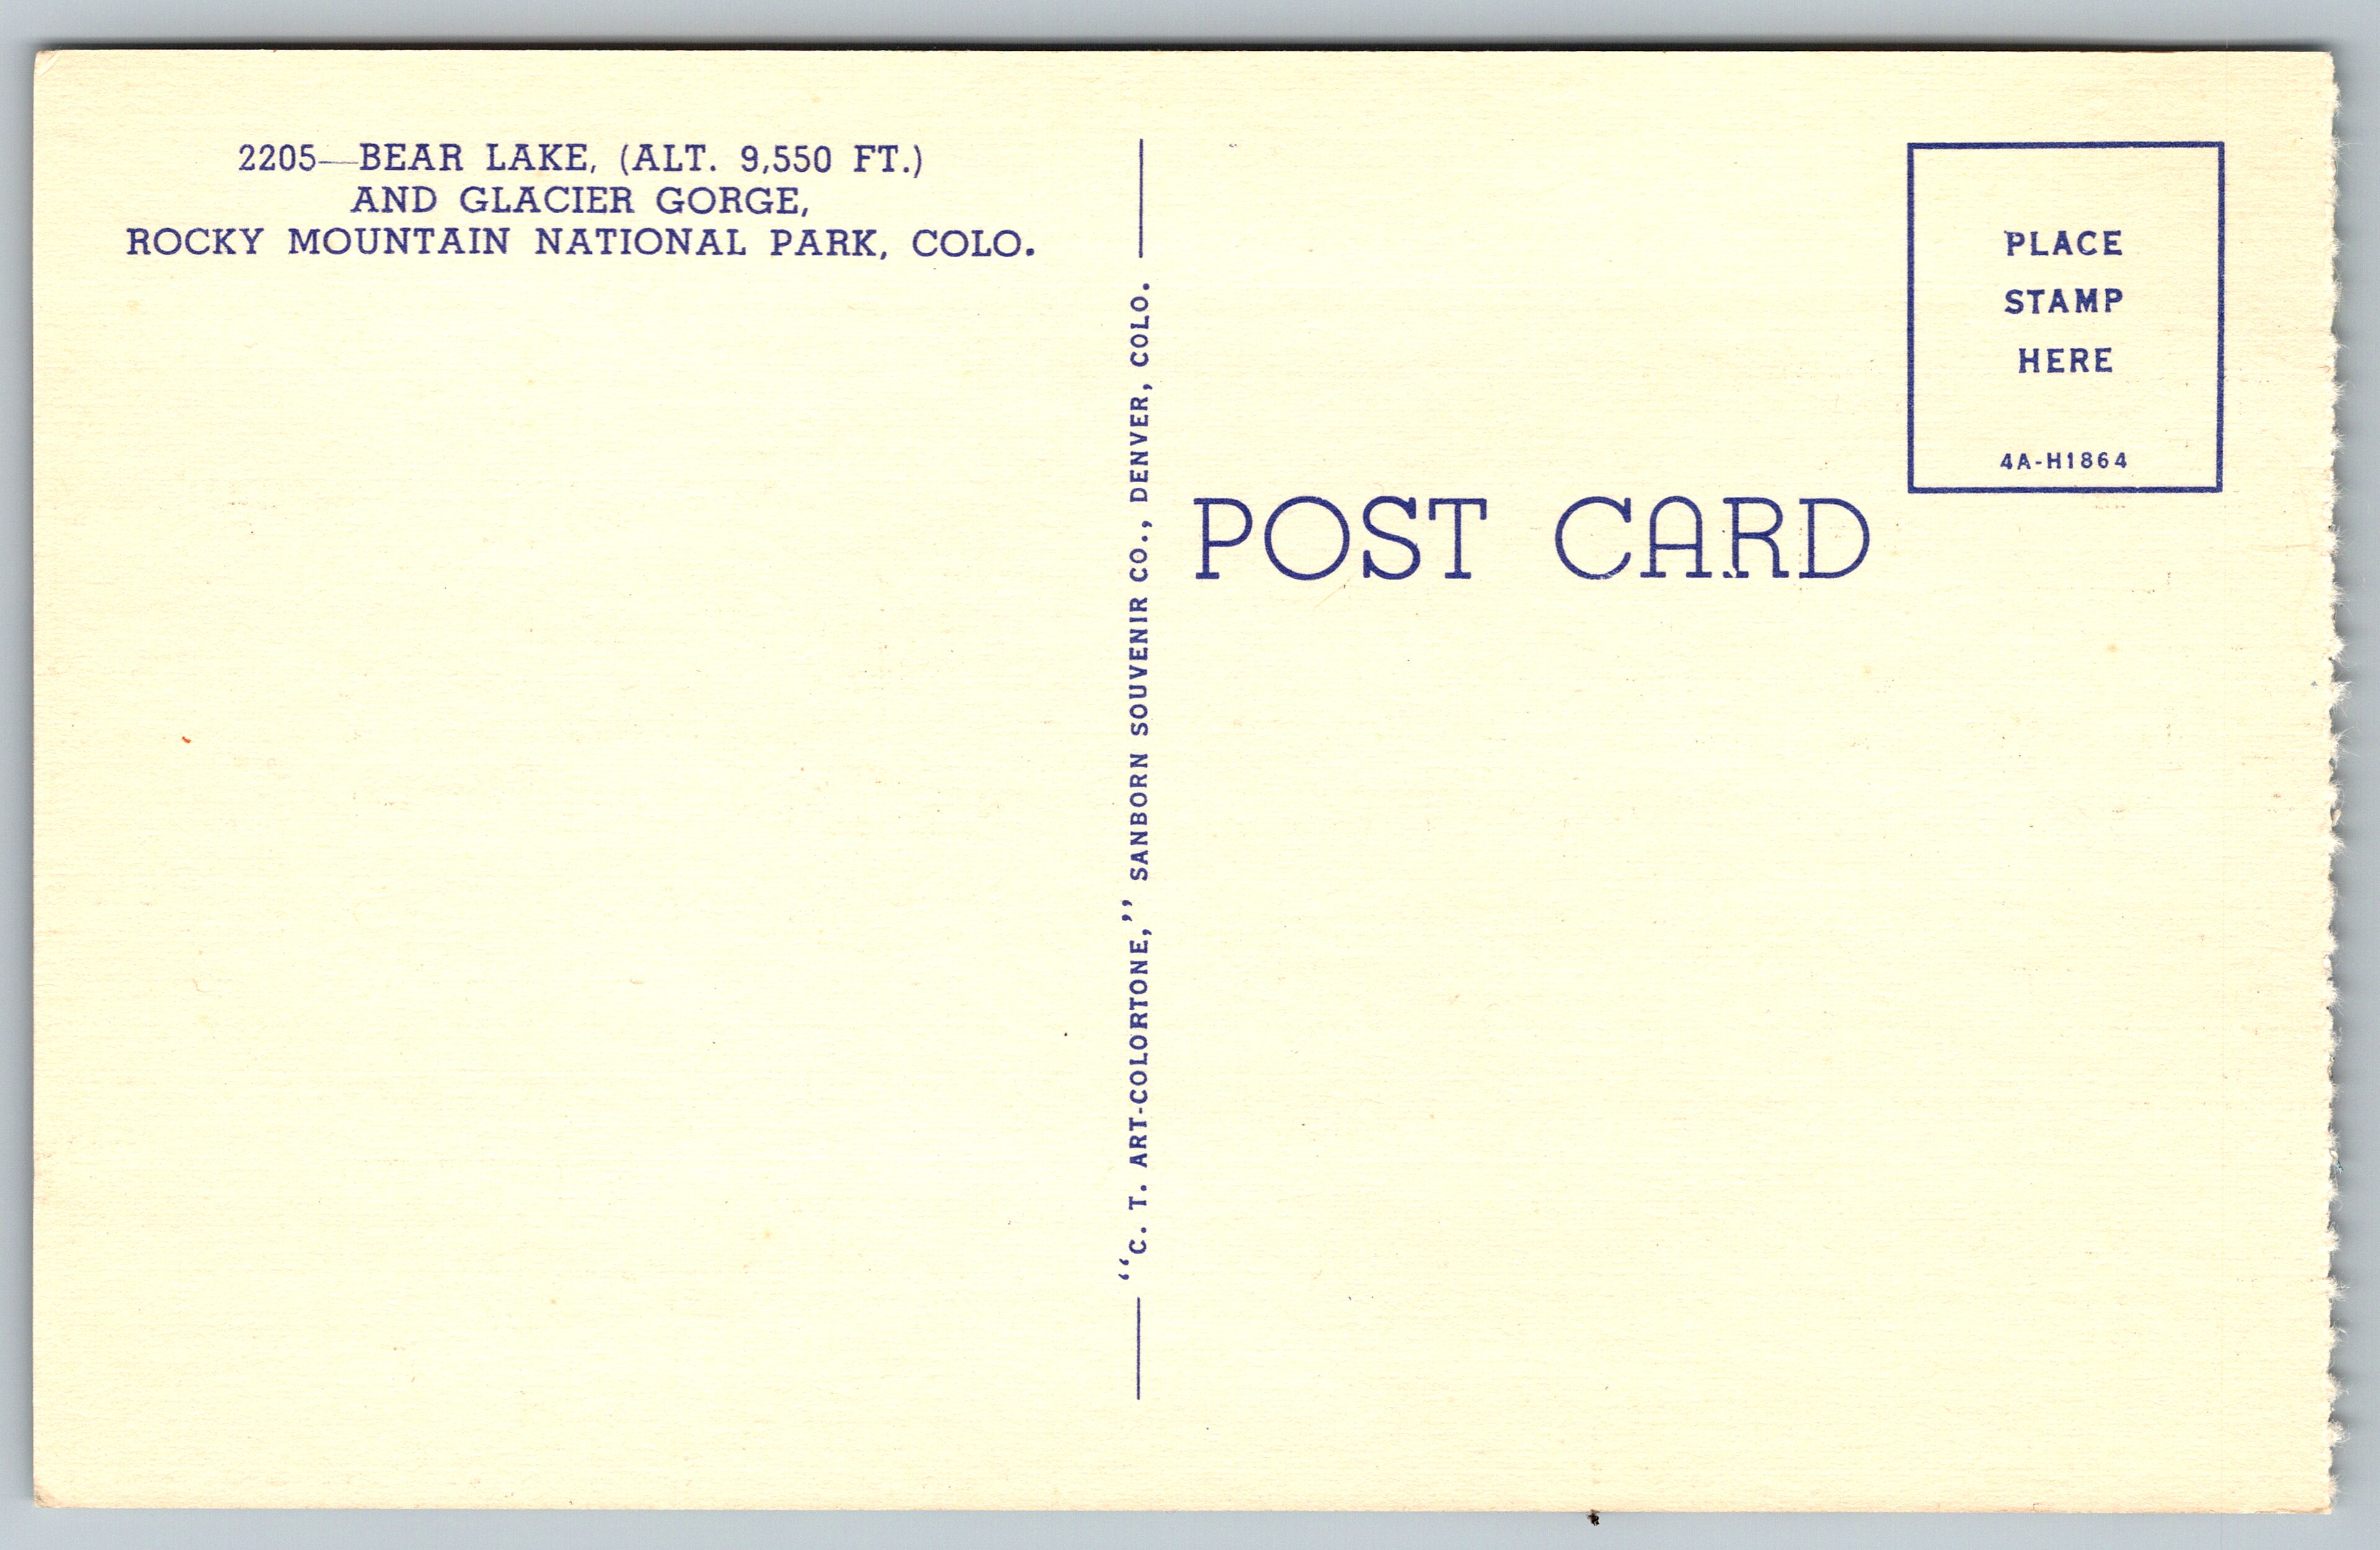 2205—BEAR LAKE, (ALT. 9,550 FT.)
AND GLACIER GORGE,
ROCKY MOUNTAIN NATIONAL PARK, COLO.
"C. T. ART-COLORTONE," SANBORN SOUVENIR CO., DENVER, COLO.
PLACE
STAMP
HERE
4A-H1864
POST CARD